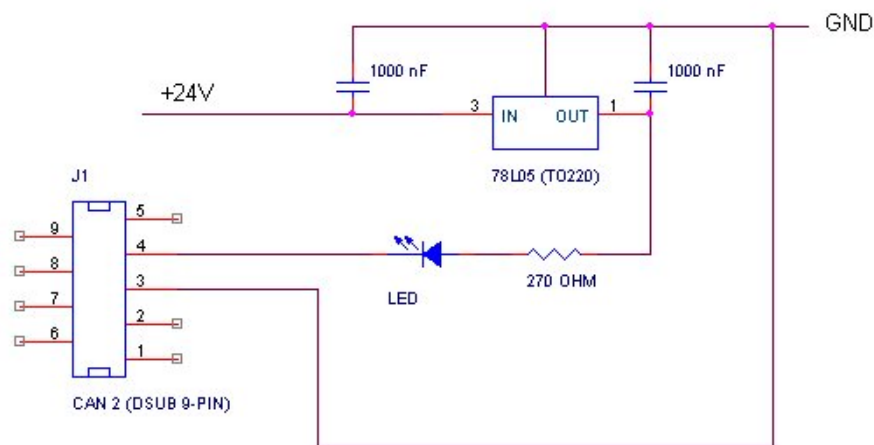 GND
1000 nF
1000 nF
+24V
3
IN
OUT
1
78L05 (TO220)
J1
5
9
4
8
3
7
2
6
1
LED
270 OHM
CAN 2 (DSUB 9-PIN)